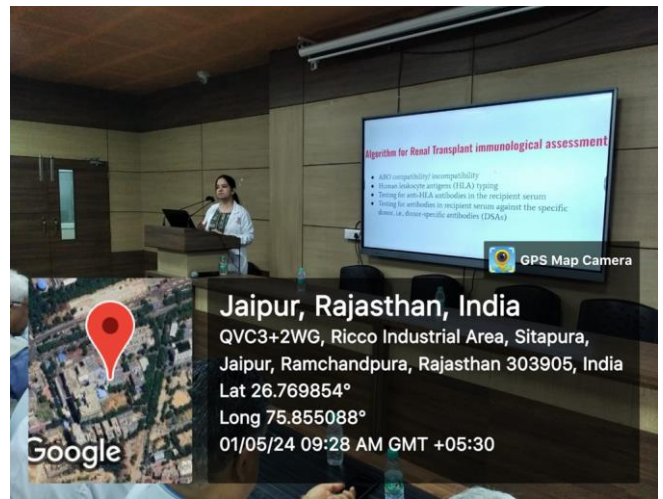 Algorithm for Renal Transplant immunological assessment
• ABO compatibility/ incompatibility
• Human leukocyte antigens (HLA) typing
• Testing for anti-HLA antibodies in the recipient serum
• Testing for antibodies in recipient serum against the specific
donor, i.e., donor-specific antibodies (DSAs)
GPS Map Camera
Jaipur, Rajasthan, India
QVC3+2WG, Ricco Industrial Area, Sitapura,
Jaipur, Ramchandpura, Rajasthan 303905, India
Lat 26.769854°
Long 75.855088°
01/05/24 09:28 AM GMT +05:30
Google